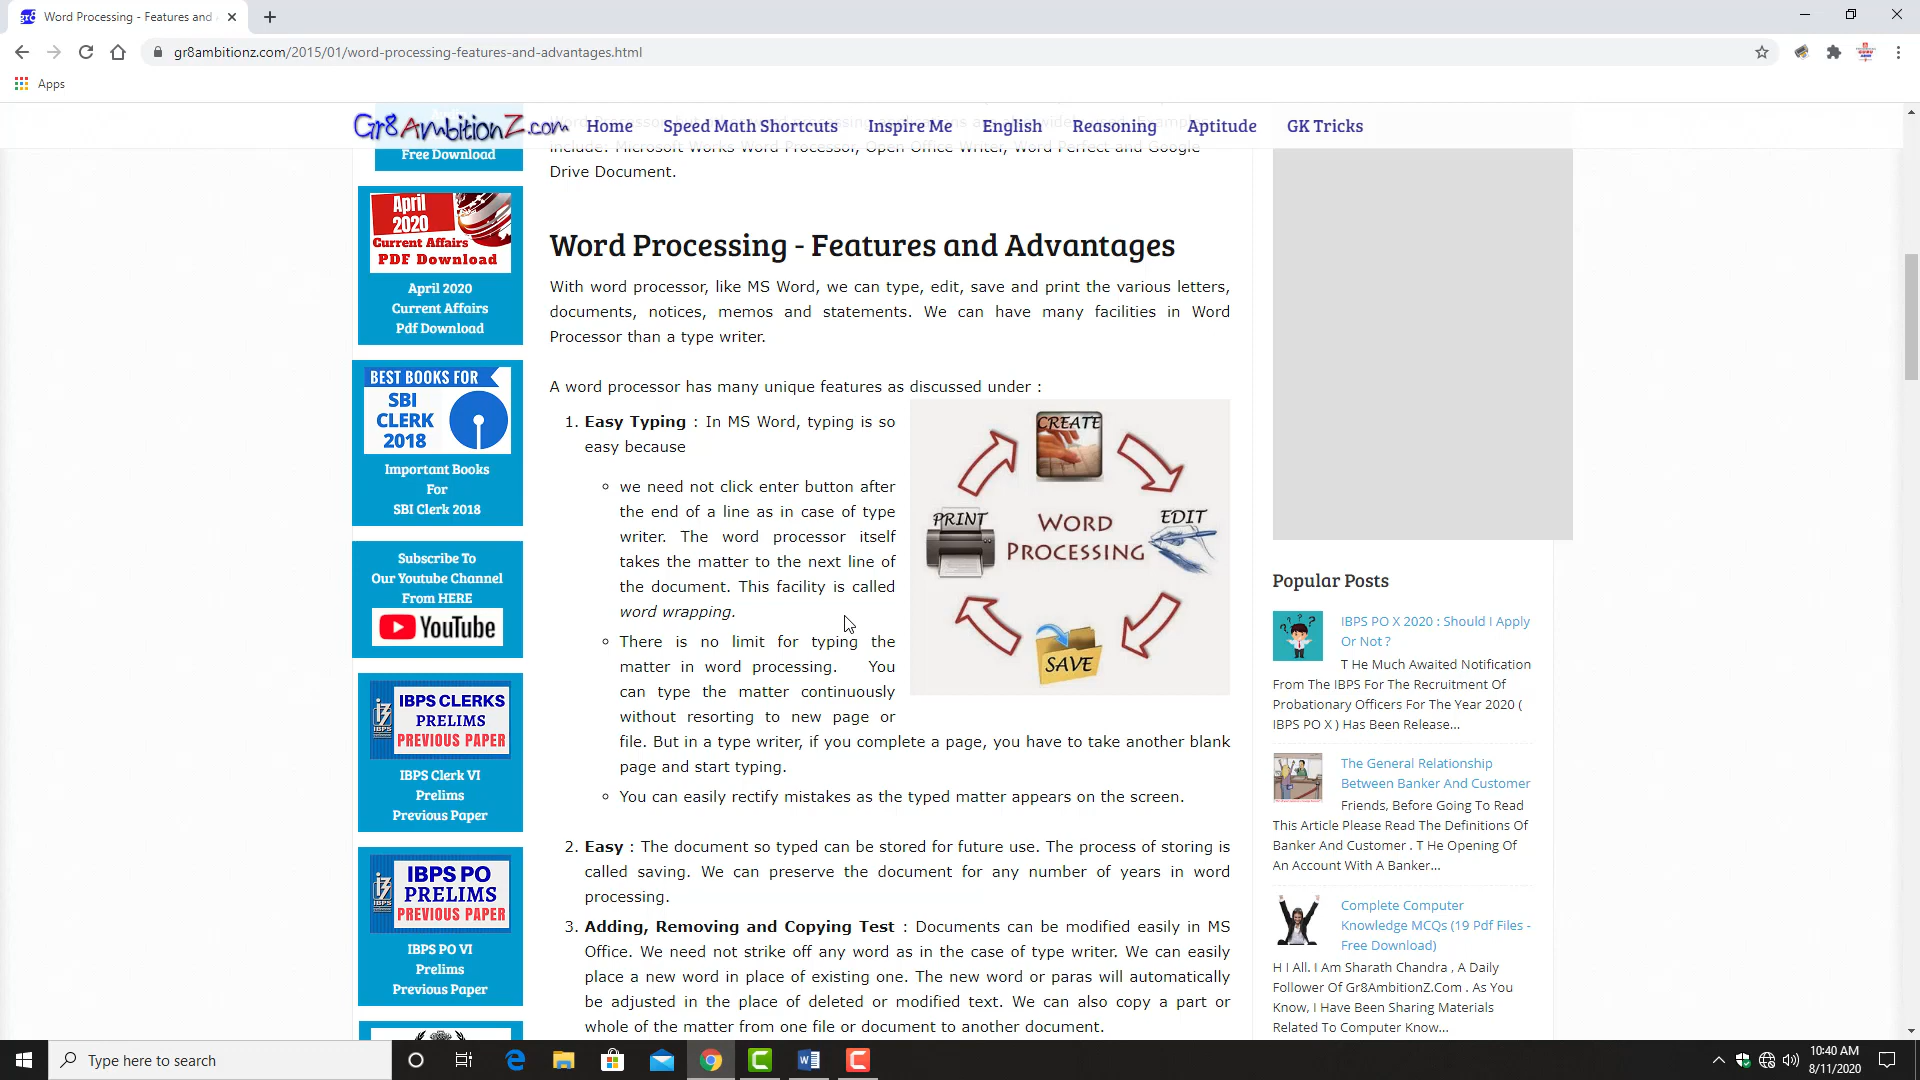 Word Processing - Features and
gr8ambitionz.com/2015/01/word-processing-features-and-advantages.html
Apps
Gr8AmbitionZ.com
Home
Speed Math Shortcuts
Inspire Me
English
Reasoning
Aptitude
GK Tricks
Free Download
April
2020
Current Affairs
PDF Download
April 2020
Current Affairs
Pdf Download
BEST BOOKS FOR
SBI
CLERK
2018
Important Books
For
SBI Clerk 2018
Subscribe To
Our Youtube Channel
From HERE
YouTube
IBPS CLERKS
PRELIMS
PREVIOUS PAPER
IBPS Clerk VI
Prelims
Previous Paper
IBPS PO
PRELIMS
PREVIOUS PAPER
IBPS PO VI
Prelims
Previous Paper
include: Microsoft Works Word Processor, Open Office Writer, Word Perfect and Google
Drive Document.
Word Processing - Features and Advantages
With word processor, like MS Word, we can type, edit, save and print the various letters,
documents, notices, memos and statements. We can have many facilities in Word
Processor than a type writer.
A word processor has many unique features as discussed under :
1. Easy Typing : In MS Word, typing is so
easy because
we need not click enter button after
the end of a line as in case of type
writer. The word processor itself
takes the matter to the next line of
the document. This facility is called
word wrapping.
There is no limit for typing the
matter in word processing. You
can type the matter continuously
without resorting to new page or
file. But in a type writer, if you complete a page, you have to take another blank
page and start typing.
You can easily rectify mistakes as the typed matter appears on the screen.
2. Easy : The document so typed can be stored for future use. The process of storing is
called saving. We can preserve the document for any number of years in word
processing.
3. Adding, Removing and Copying Test : Documents can be modified easily in MS
Office. We need not strike off any word as in the case of type writer. We can easily
place a new word in place of existing one. The new word or paras will automatically
be adjusted in the place of deleted or modified text. We can also copy a part or
whole of the matter from one file or document to another document.
CREATE
PRINT
WORD
PROCESSING
EDIT
SAVE
Popular Posts
IBPS PO X 2020 : Should I Apply
Or Not ?
T He Much Awaited Notification
From The IBPS For The Recruitment Of
Probationary Officers For The Year 2020 (
IBPS PO X ) Has Been Release...
The General Relationship
Between Banker And Customer
Friends, Before Going To Read
This Article Please Read The Definitions Of
Banker And Customer . T He Opening Of
An Account With A Banker...
Complete Computer
Knowledge MCQs (19 Pdf Files -
Free Download)
H I All. I Am Sharath Chandra , A Daily
Follower Of Gr8AmbitionZ.Com . As You
Know, I Have Been Sharing Materials
Related To Computer Know...
Type here to search
10:40 AM
8/11/2020